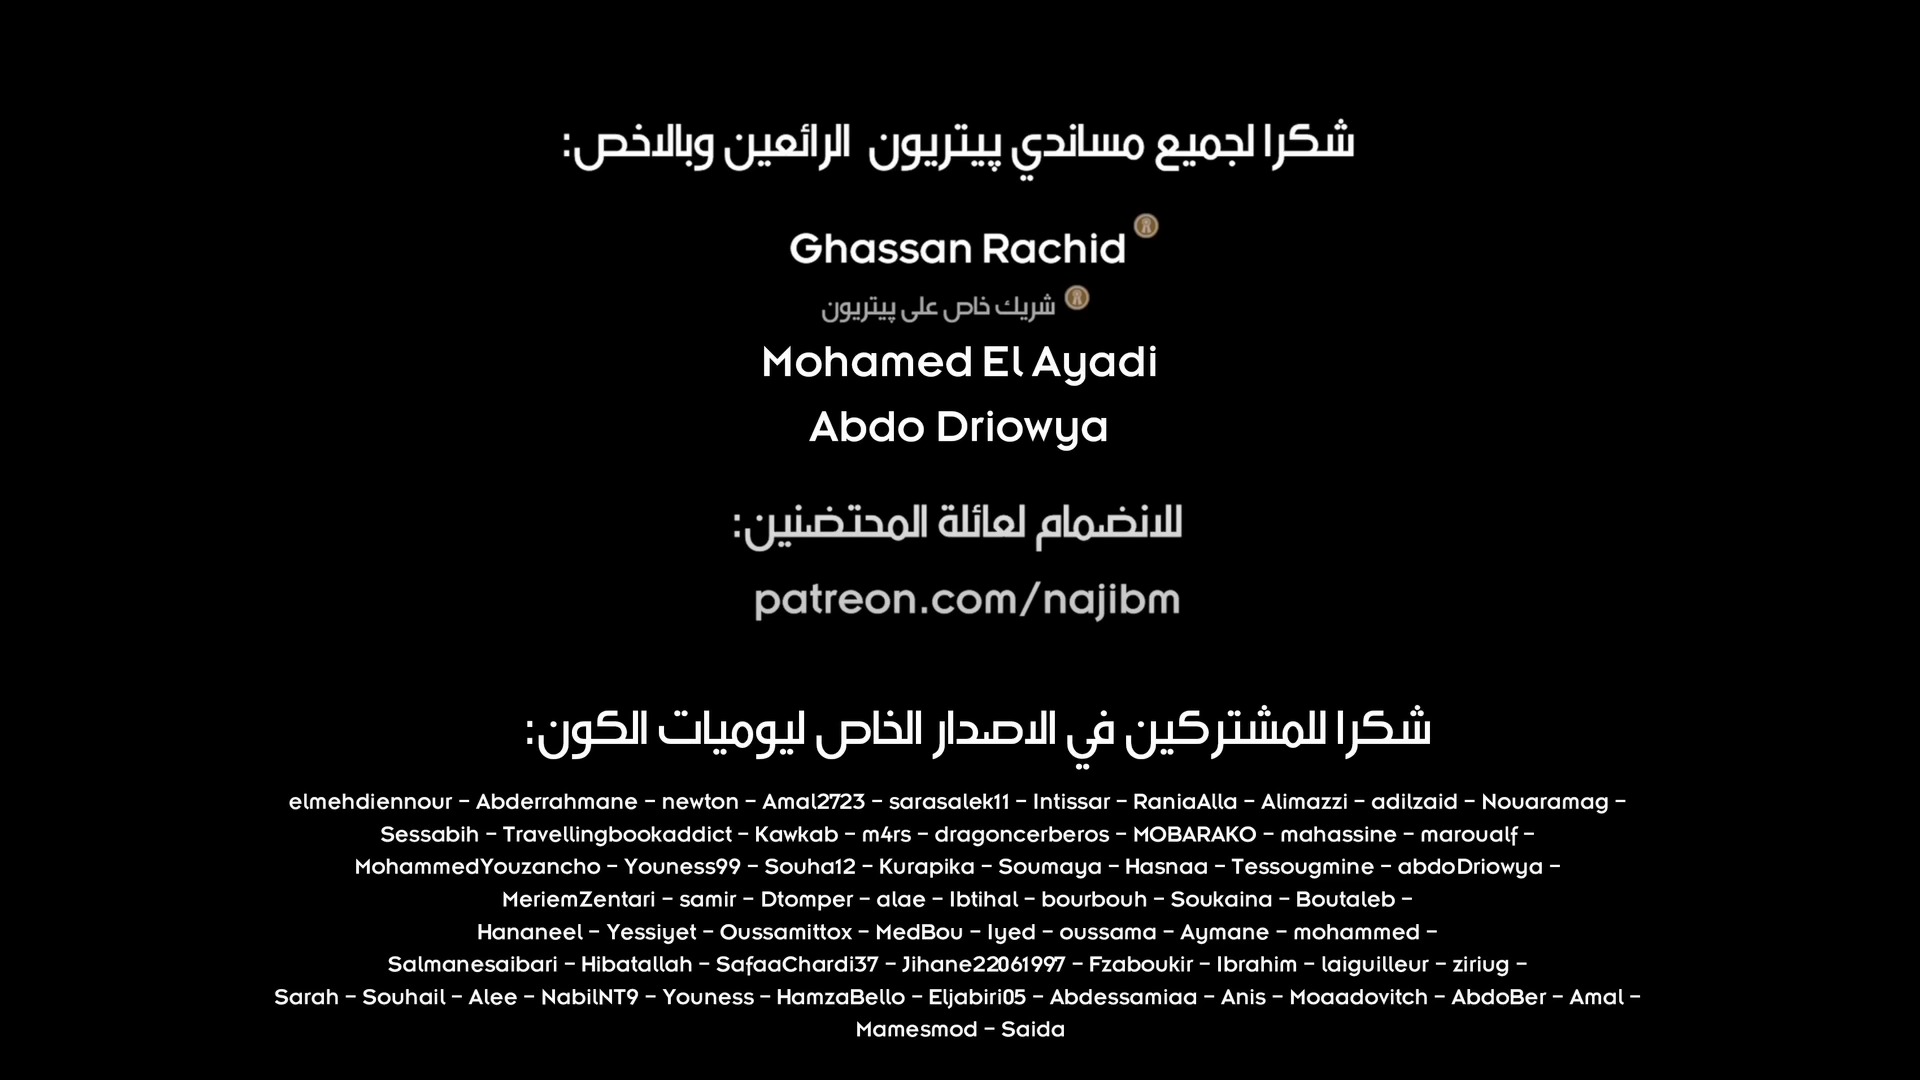 شكرا لجميع مساندي پيتريون الرائعين وبالاخص:
Ghassan Rachid
شريك خاص على پيتريون
Mohamed El Ayadi
Abdo Driowya
للانضمام لعائلة المحتضنين:
patreon.com/najibm
شكرا للمشتركين في الاصدار الخاص ليوميات الكون:
elmehdiennour – Abderrahmane – newton – Amal2723 – sarasalek11 – Intissar – RaniaAlla – Alimazzi – adilzaid – Nouaramag –
Sessabih – Travellingbookaddict – Kawkab – m4rs – dragoncerberos – MOBARAKO – mahassine – maroualf –
MohammedYouzancho – Youness99 – Souha12 – Kurapika – Soumaya – Hasnaa – Tessougmine – abdoDriowya –
MeriemZentari – samir – Dtomper – alae – Ibtihal – bourbouh – Soukaina – Boutaleb –
Hananeel – Yessiyet – Oussamittox – MedBou – Iyed – oussama – Aymane – mohammed –
Salmanesaibari – Hibatallah – SafaaChardi37 – Jihane22061997 – Fzaboukir – Ibrahim – laiguilleur – ziriug –
Sarah – Souhail – Alee – NabilNT9 – Youness – HamzaBello – Eljabiri05 – Abdessamiaa – Anis – Moaadovitch – AbdoBer – Amal –
Mamesmod – Saida